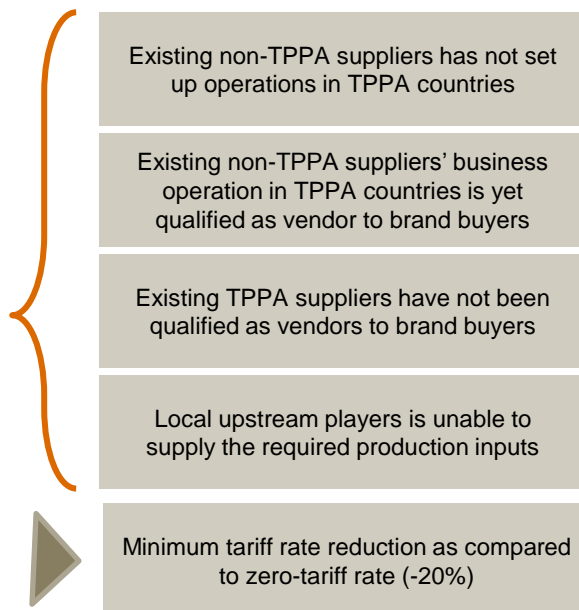 Existing non-TPPA suppliers has not set
up operations in TPPA countries
Existing non-TPPA suppliers’ business
operation in TPPA countries is yet
qualified as vendor to brand buyers
Existing TPPA suppliers have not been
qualified as vendors to brand buyers
Local upstream players is unable to
supply the required production inputs
Minimum tariff rate reduction as compared
to zero-tariff rate (-20%)